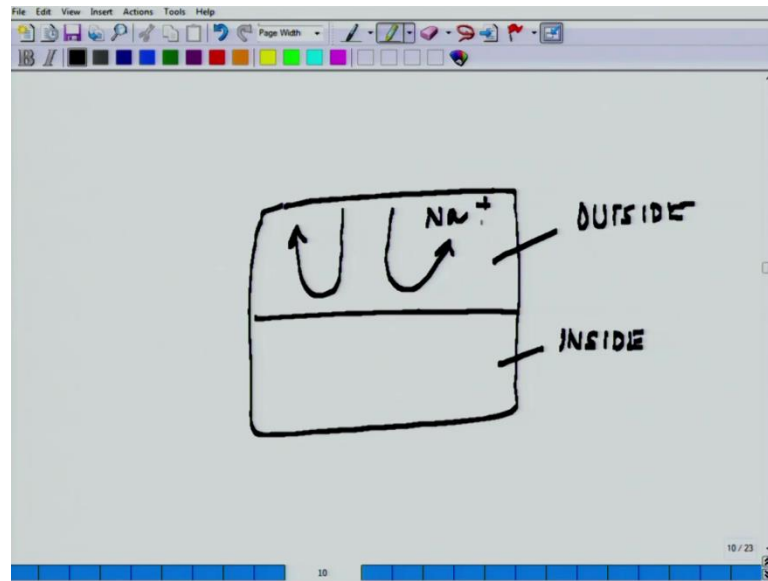 File Edit View Insert Actions Tools Help
Page Width
B I
Na+
OUTSIDE
INSIDE
10 / 23
10